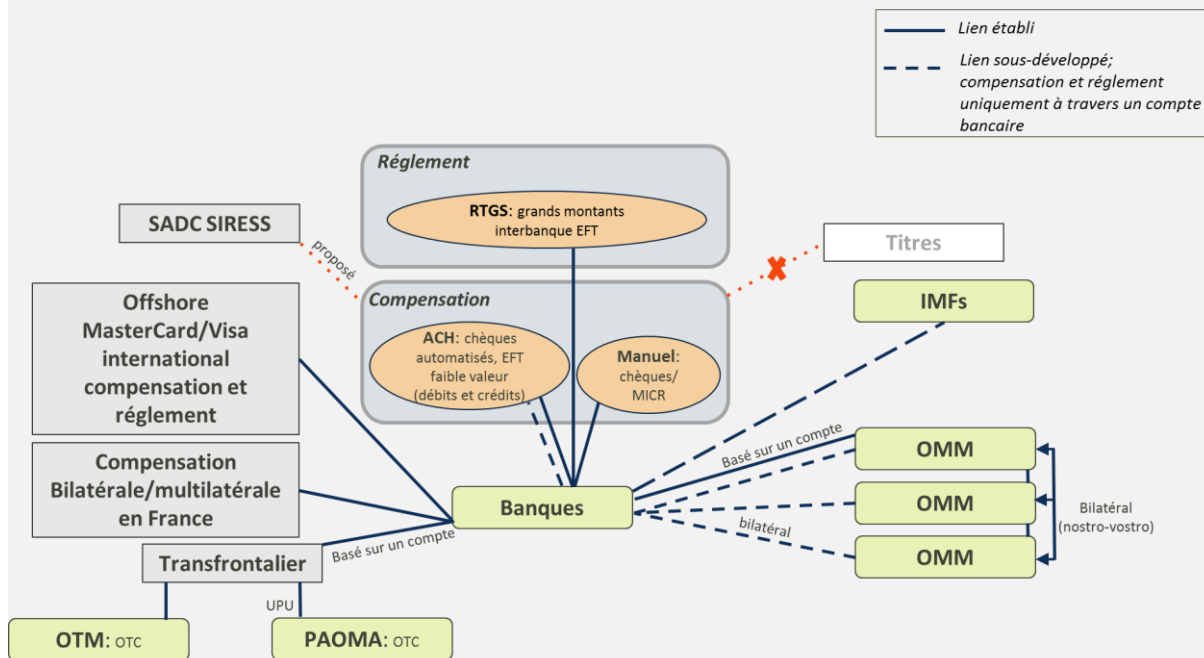 Lien établi
Lien sous-développé;
compensation et réglement
uniquement à travers un compte
bancaire
Réglement
RTGS: grands montants
interbanque EFT
SADC SIRESS
proposé
Titres
Compensation
ACH: chèques
automatisés, EFT
faible valeur
(débits et crédits)
Manuel:
chèques/
MICR
IMFs
Offshore
MasterCard/Visa
international
compensation et
réglement
Compensation
Bilatérale/multilatérale
en France
Banques
Basé sur un compte
OMM
OMM
OMM
bilatéral
Bilatéral
(nostro-vostro)
Basé sur un compte
Transfrontalier
UPU
OTM: OTC
PAOMA: OTC